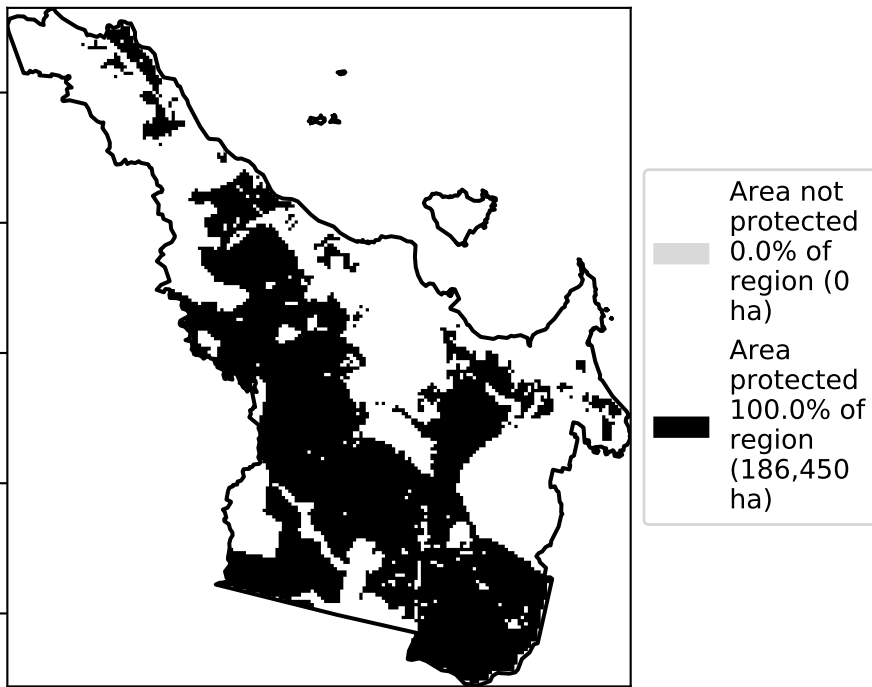 Area not
protected
0.0% of
region (0
ha)
Area
protected
100.0% of
region
(186,450
ha)